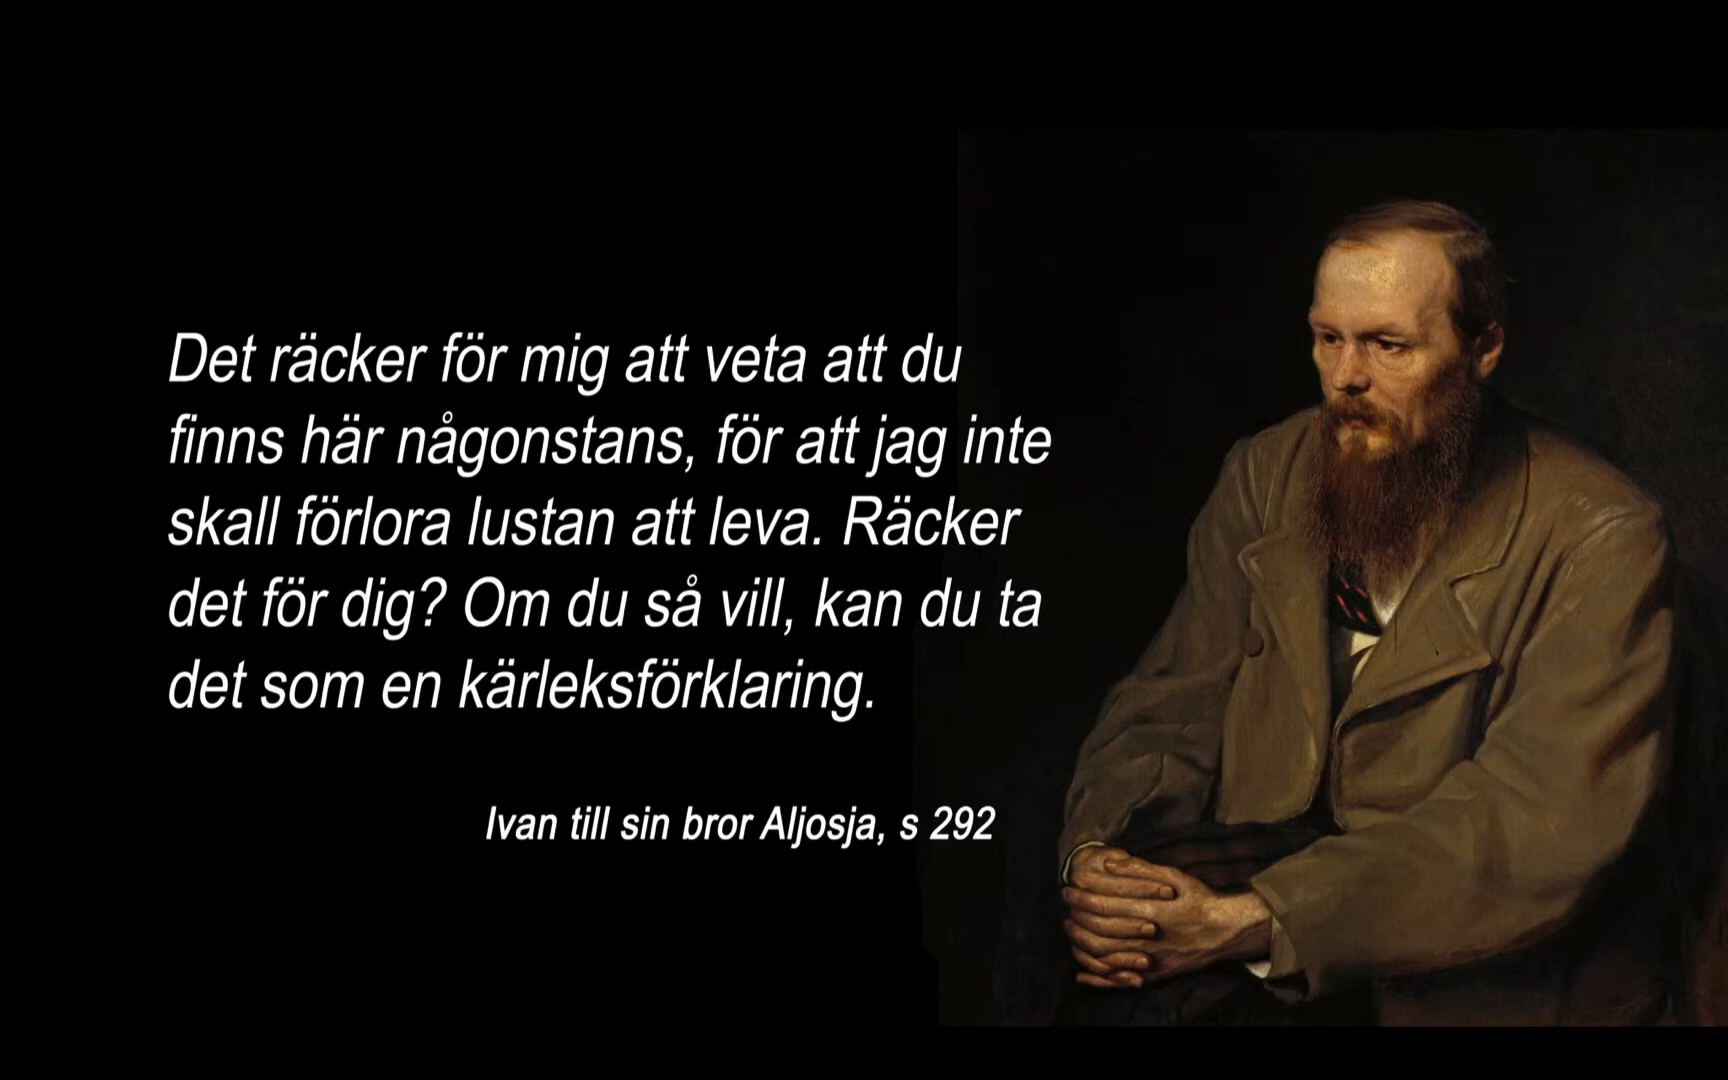 Det räcker för mig att veta att du
finns här någonstans, för att jag inte
skall förlora lustan att leva. Räcker
det för dig? Om du så vill, kan du ta
det som en kärleksförklaring.
Ivan till sin bror Aljosja, s 292